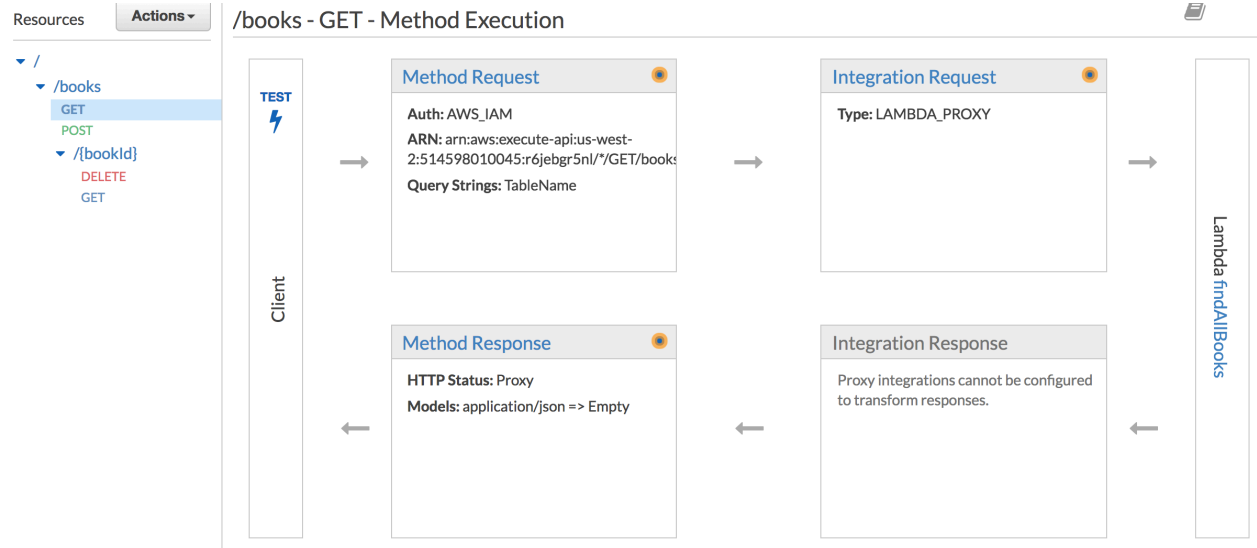 Resources
Actions
/
/books
GET
POST
/{bookId}
DELETE
GET
/books - GET - Method Execution
TEST
Client
Method Request
Auth: AWS_IAM
ARN: arn:aws:execute-api:us-west-
2:514598010045:r6jebgr5nl/*/GET/books
Query Strings: TableName
Integration Request
Type: LAMBDA_PROXY
Lambda findAllBooks
Method Response
HTTP Status: Proxy
Models: application/json => Empty
Integration Response
Proxy integrations cannot be configured
to transform responses.